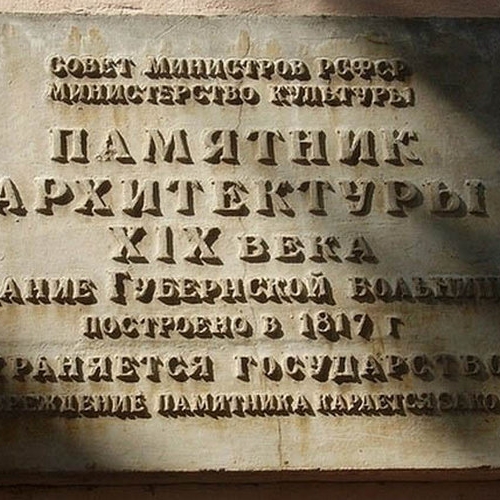 СОВЕТ МИНИСТРОВ РСФСР
МИНИСТЕРСТВО КУЛЬТУРЫ
ПАМЯТНИК
АРХИТЕКТУРЫ
XIX ВЕКА
АНИЕ ГУБЕРНСКОЙ БОЛЬНИЦ
ПОСТРОЕНО В 1817 Г
ХРАНЯЕТСЯ ГОСУДАРСТВО
РЕЖДЕНИЕ ПАМЯТНИКА КАРАЕТСЯ ЗАКО